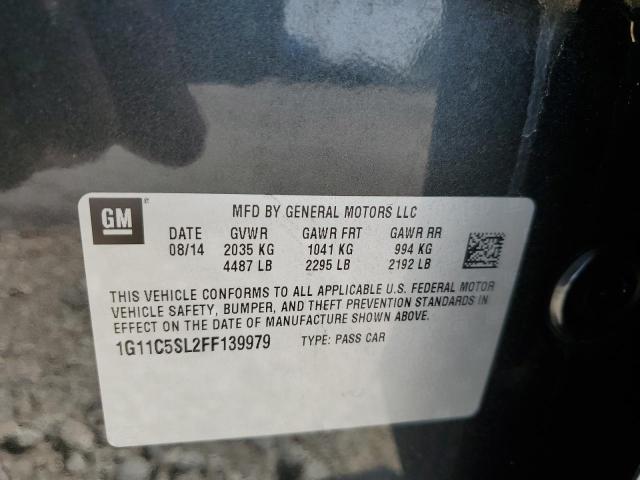 GM
MFD BY GENERAL MOTORS LLC
DATE GVWR GAWR FRT GAWR RR
08/14 2035 KG 1041 KG 994 KG
4487 LB 2295 LB 2192 LB
THIS VEHICLE CONFORMS TO ALL APPLICABLE U.S. FEDERAL MOTOR
VEHICLE SAFETY, BUMPER, AND THEFT PREVENTION STANDARDS IN
EFFECT ON THE DATE OF MANUFACTURE SHOWN ABOVE.
1G11C5SL2FF139979 TYPE: PASS CAR